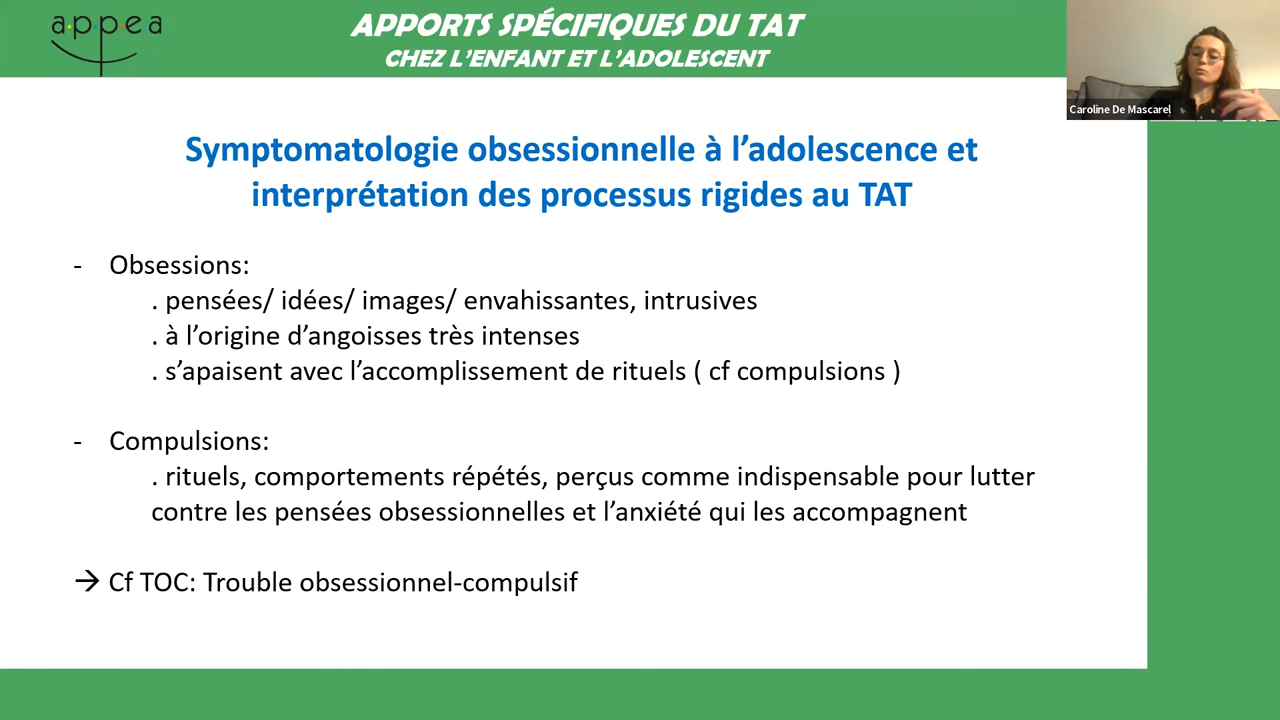 appea
APPORTS SPÉCIFIQUES DU TAT
CHEZ L'ENFANT ET L'ADOLESCENT
Caroline De Mascarel
Symptomatologie obsessionnelle à l'adolescence et
interprétation des processus rigides au TAT
- Obsessions:
. pensées/ idées/ images/ envahissantes, intrusives
. à l'origine d'angoisses très intenses
. s'apaisent avec l'accomplissement de rituels ( cf compulsions )
- Compulsions:
. rituels, comportements répétés, perçus comme indispensable pour lutter
contre les pensées obsessionnelles et l'anxiété qui les accompagnent
→ Cf TOC: Trouble obsessionnel-compulsif